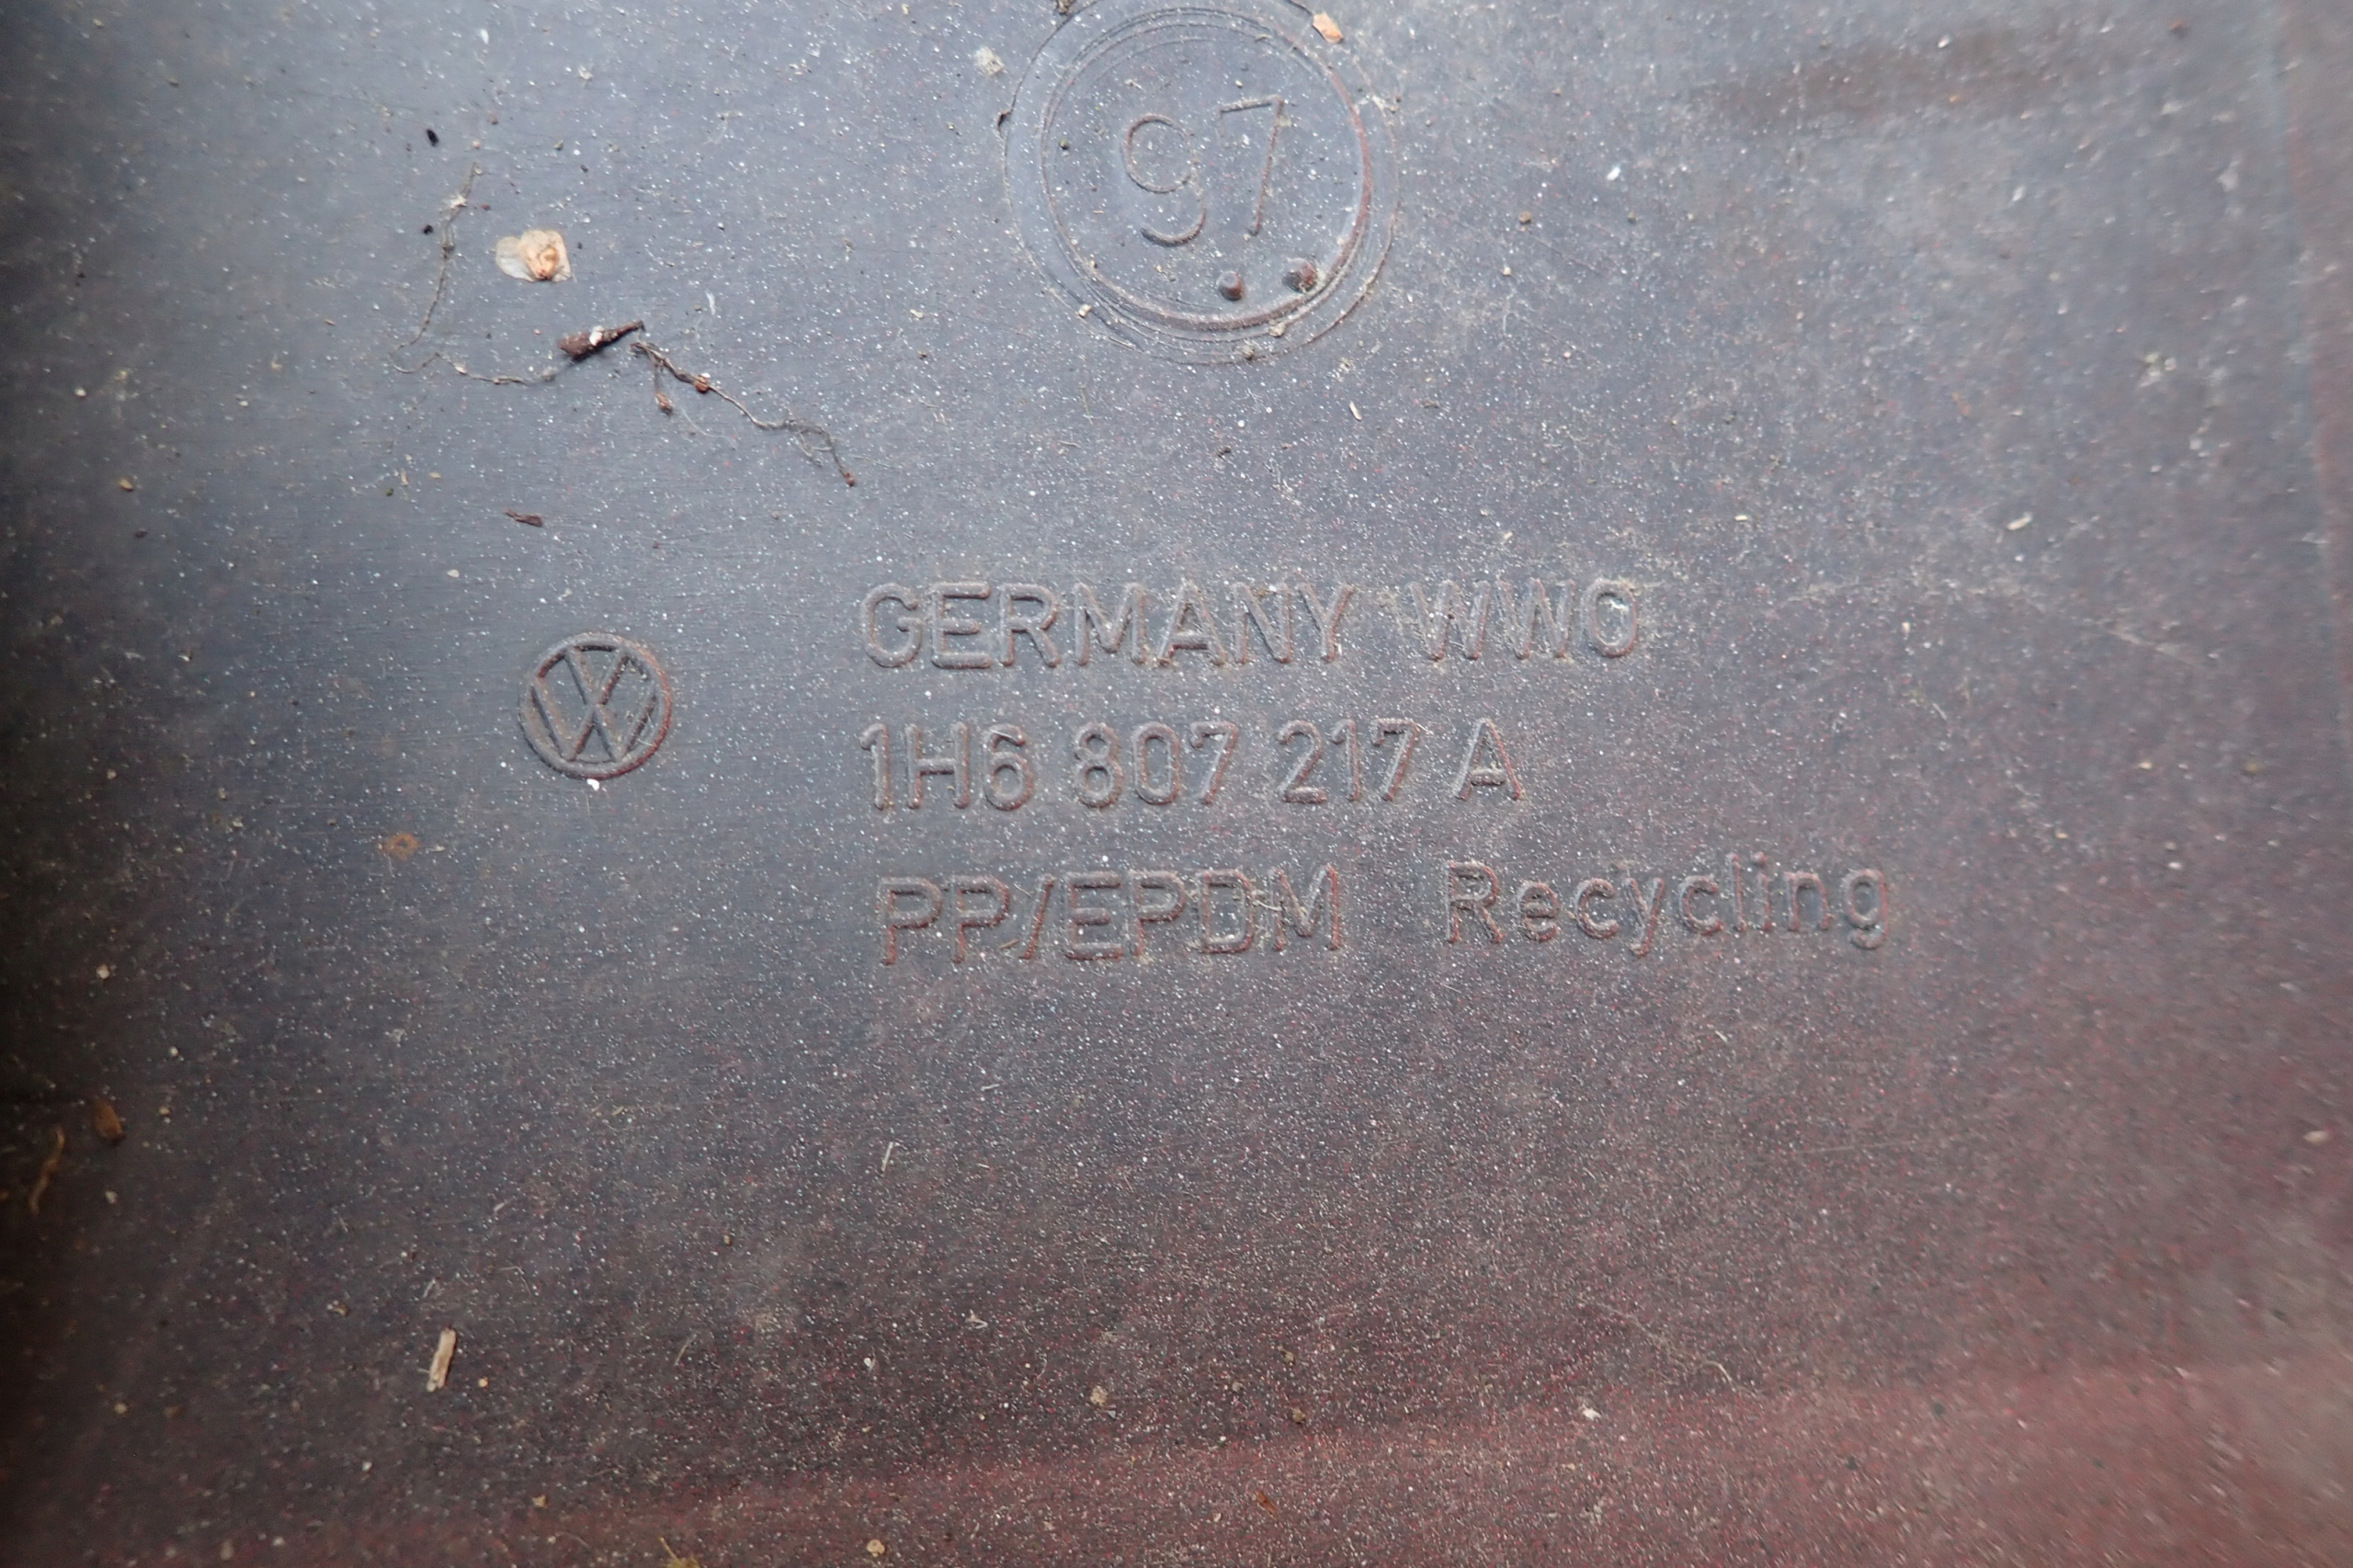 97
GERMANY WWO
1H6 807 217 A
PP/EPDM Recycling